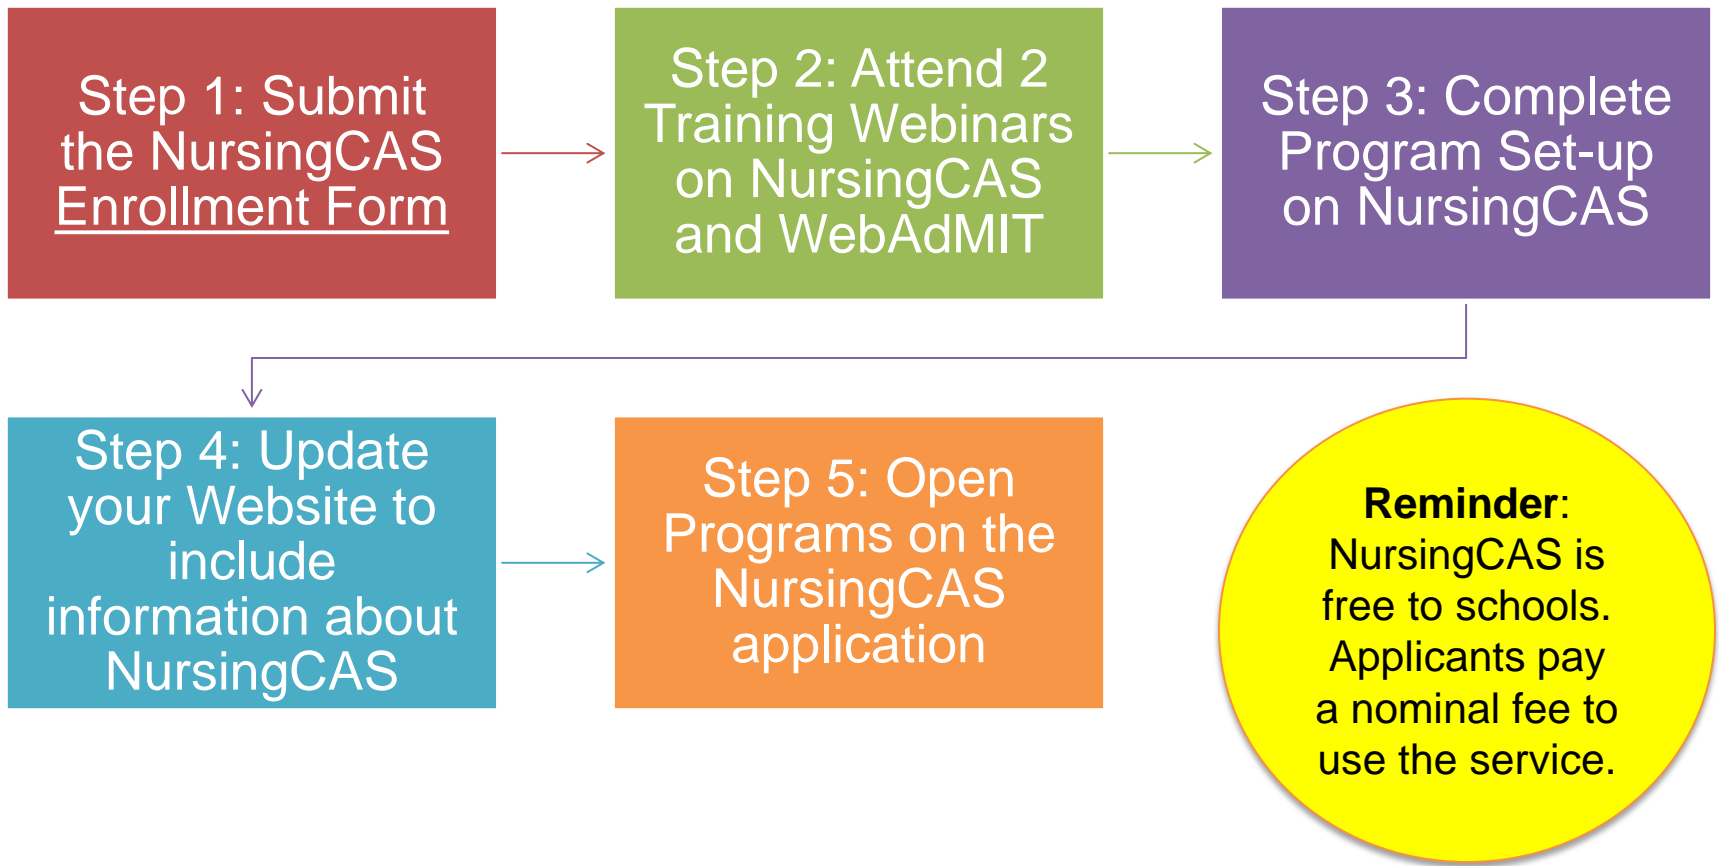 Step 1: Submit
the NursingCAS
Enrollment Form
Step 2: Attend 2
Training Webinars
on NursingCAS
and WebAdMIT
Step 3: Complete
Program Set-up
on NursingCAS
Step 4: Update
your Website to
include
information about
NursingCAS
Step 5: Open
Programs on the
NursingCAS
application
Reminder:
NursingCAS is
free to schools.
Applicants pay
a nominal fee to
use the service.